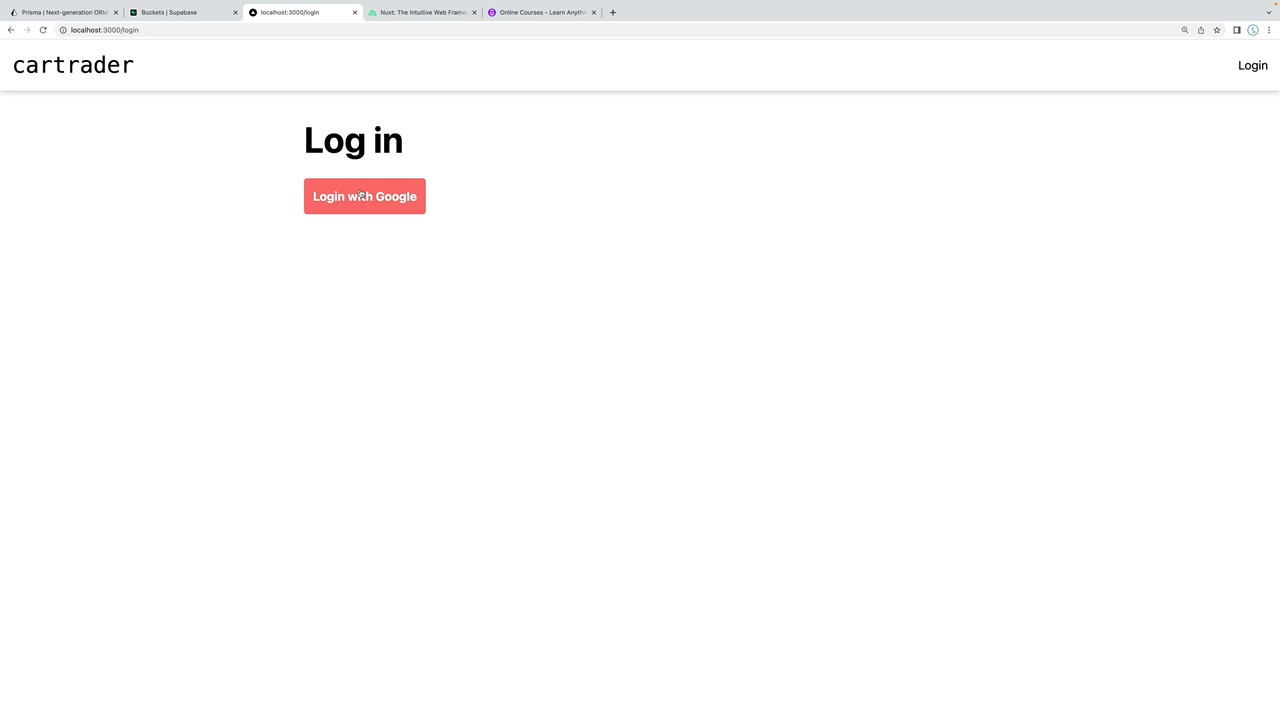 Prisma | Next-generation ORM
Buckets | Supabase
localhost:3000/login
Nuxt: The Intuitive Web Frame
Online Courses - Learn Anythi
localhost:3000/login
L
cartrader
Login
Log in
Login with Google